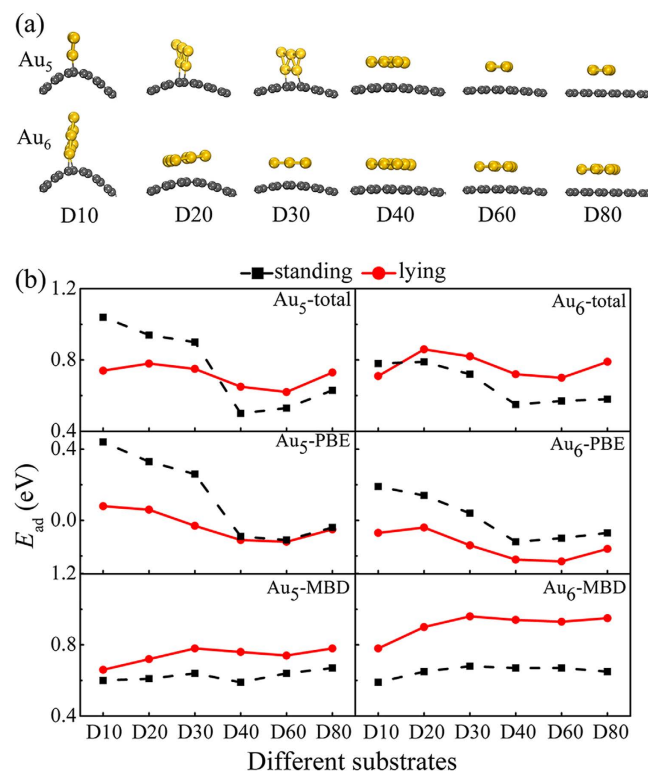 (a)
Au5
Au6
D10 D20 D30 D40 D60 D80
(b)
standing lying
Au5-total Au6-total
1.2
0.8
0.4
Au5-PBE Au6-PBE
0.4
0.0
1.2
Au5-MBD Au6-MBD
0.8
0.4
Ead (eV)
D10 D20 D30 D40 D60 D80 D10 D20 D30 D40 D60 D80
Different substrates